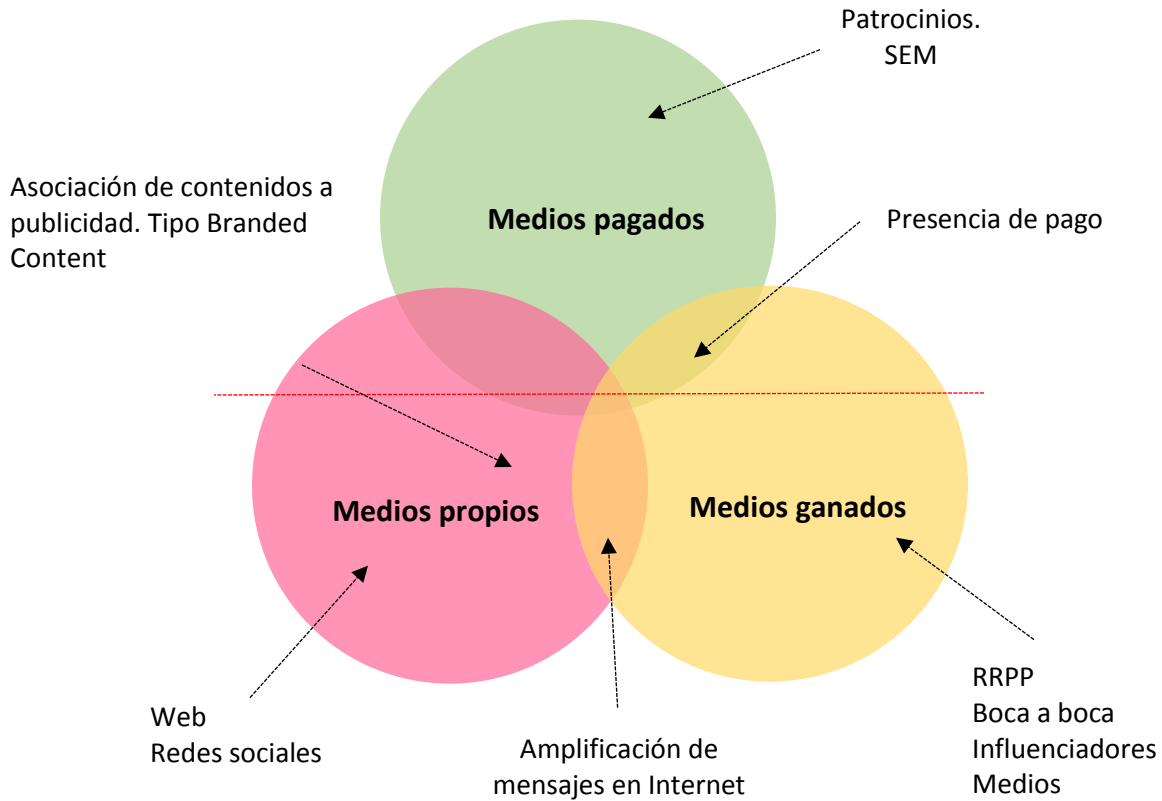 Patrocinios.
SEM
Asociación de contenidos a
publicidad. Tipo Branded
Content
Medios pagados
Presencia de pago
Medios propios
Medios ganados
Web
Redes sociales
Amplificación de
mensajes en Internet
RRPP
Boca a boca
Influenciadores
Medios